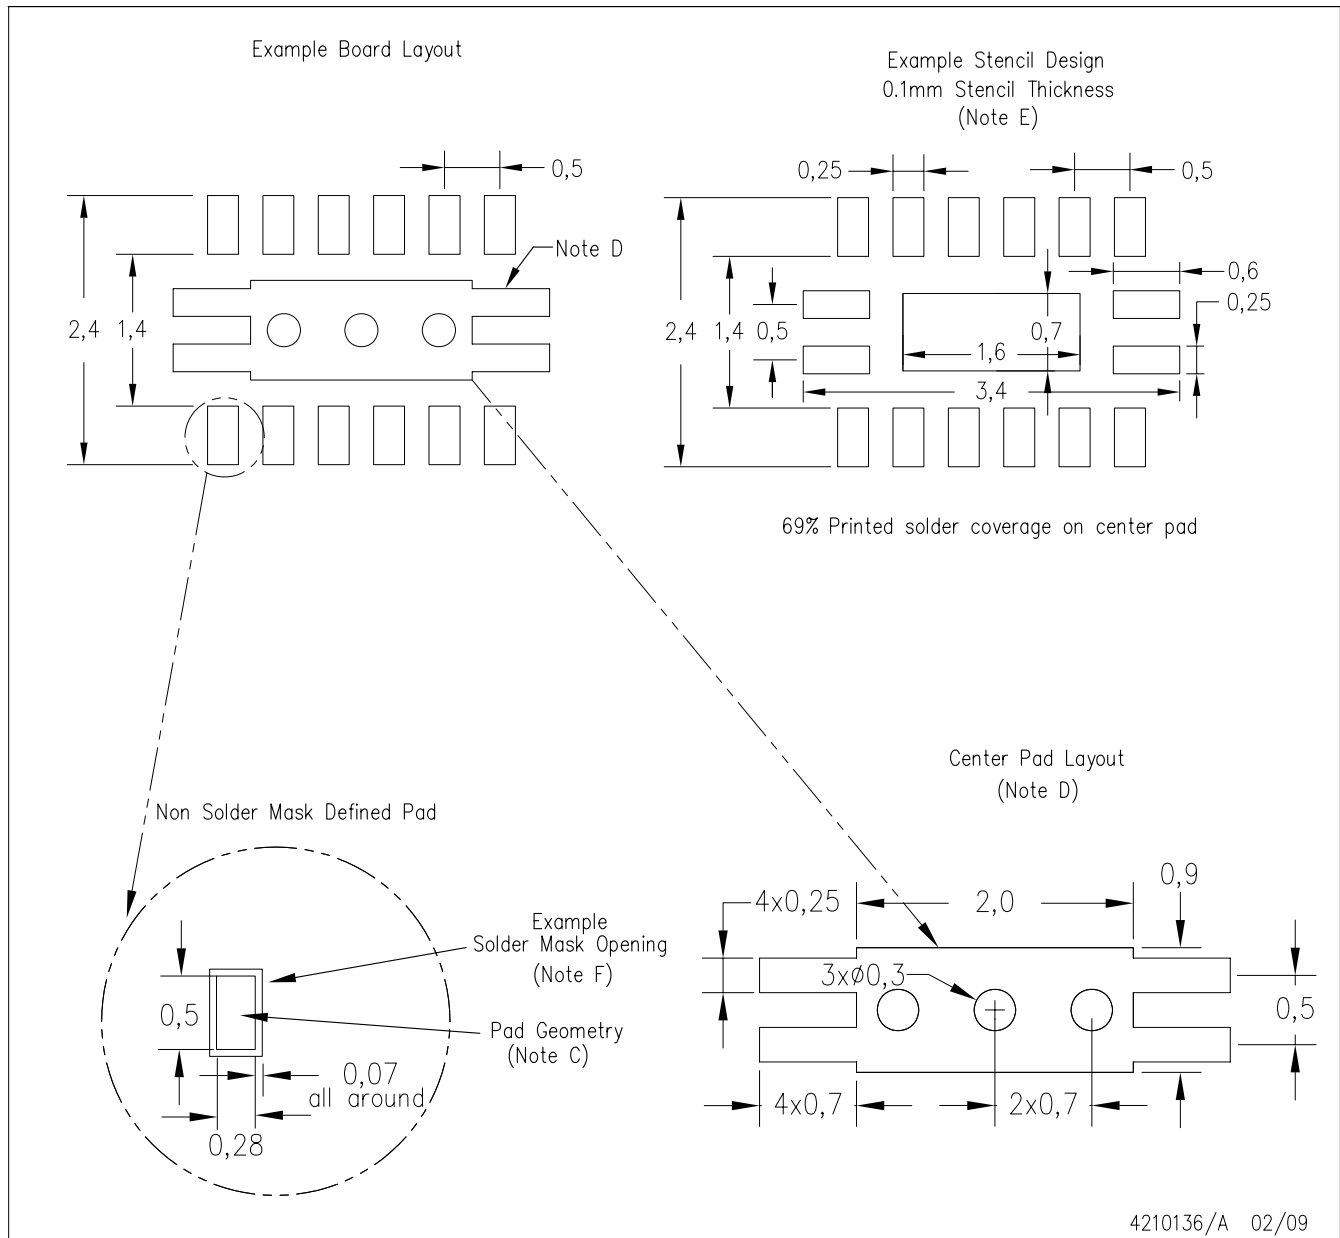 Example Board Layout
Example Stencil Design
0.1mm Stencil Thickness
(Note E)
0,5
0,25
0,5
Note D
0,6
0,25
2,4
1,4
2,4
1,4
0,5
0,7
1,6
3,4
69% Printed solder coverage on center pad
Center Pad Layout
(Note D)
Non Solder Mask Defined Pad
Example
Solder Mask Opening
(Note F)
0,5
Pad Geometry
(Note C)
0,07
all around
0,28
4x0,25
2,0
0,9
3xø0,3
0,5
4x0,7
2x0,7
4210136/A 02/09